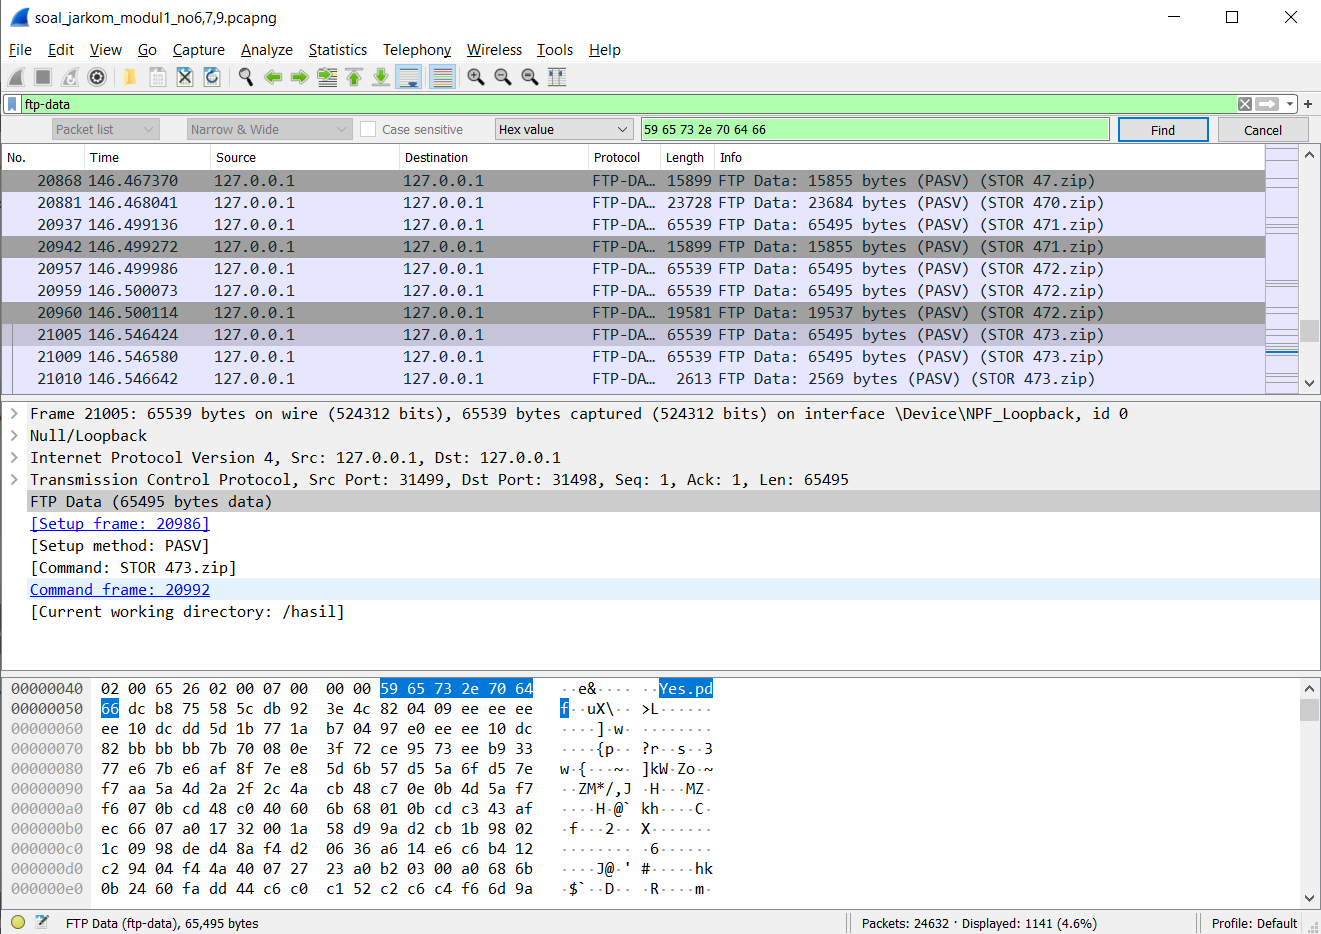 soal_jarkom_modul1_no6,7,9.pcapng
File Edit View Go Capture Analyze Statistics Telephony Wireless Tools Help
ftp-data
Packet list Narrow & Wide Case sensitive Hex value 59 65 73 2e 70 64 66 Find Cancel
No. Time Source Destination Protocol Length Info
20868 146.467370 127.0.0.1 127.0.0.1 FTP-DA… 15899 FTP Data: 15855 bytes (PASV) (STOR 47.zip)
20881 146.468041 127.0.0.1 127.0.0.1 FTP-DA… 23728 FTP Data: 23684 bytes (PASV) (STOR 470.zip)
20937 146.499136 127.0.0.1 127.0.0.1 FTP-DA… 65539 FTP Data: 65495 bytes (PASV) (STOR 471.zip)
20942 146.499272 127.0.0.1 127.0.0.1 FTP-DA… 15899 FTP Data: 15855 bytes (PASV) (STOR 471.zip)
20957 146.499986 127.0.0.1 127.0.0.1 FTP-DA… 65539 FTP Data: 65495 bytes (PASV) (STOR 472.zip)
20959 146.500073 127.0.0.1 127.0.0.1 FTP-DA… 65539 FTP Data: 65495 bytes (PASV) (STOR 472.zip)
20960 146.500114 127.0.0.1 127.0.0.1 FTP-DA… 19581 FTP Data: 19537 bytes (PASV) (STOR 472.zip)
21005 146.546424 127.0.0.1 127.0.0.1 FTP-DA… 65539 FTP Data: 65495 bytes (PASV) (STOR 473.zip)
21009 146.546580 127.0.0.1 127.0.0.1 FTP-DA… 65539 FTP Data: 65495 bytes (PASV) (STOR 473.zip)
21010 146.546642 127.0.0.1 127.0.0.1 FTP-DA… 2613 FTP Data: 2569 bytes (PASV) (STOR 473.zip)
Frame 21005: 65539 bytes on wire (524312 bits), 65539 bytes captured (524312 bits) on interface \Device\NPF_Loopback, id 0
Null/Loopback
Internet Protocol Version 4, Src: 127.0.0.1, Dst: 127.0.0.1
Transmission Control Protocol, Src Port: 31499, Dst Port: 31498, Seq: 1, Ack: 1, Len: 65495
FTP Data (65495 bytes data)
[Setup frame: 20986]
[Setup method: PASV]
[Command: STOR 473.zip]
Command frame: 20992
[Current working directory: /hasil]
00000040 02 00 65 26 02 00 07 00 00 00 59 65 73 2e 70 64 ··e&···· ··Yes.pd
00000050 66 dc b8 75 58 5c db 92 3e 4c 82 04 09 ee ee ee f··uX\·· >L······
00000060 ee 10 dc dd 5d 1b 77 1a b7 04 97 e0 ee ee 10 dc ····]·w· ········
00000070 82 bb bb bb 7b 70 08 0e 3f 72 ce 95 73 ee b9 33 ····{p·· ?r··s··3
00000080 77 e6 7b e6 af 8f 7e e8 5d 6b 57 d5 5a 6f d5 7e w·{···~· ]kW·Zo·~
00000090 f7 aa 5a 4d 2a 2f 2c 4a cb 48 c7 0e 0b 4d 5a f7 ··ZM*/,J ·H···MZ·
000000a0 f6 07 0b cd 48 c0 40 60 6b 68 01 0b cd c3 43 af ····H·@` kh····C·
000000b0 ec 66 07 a0 17 32 00 1a 58 d9 9a d2 cb 1b 98 02 ·f···2·· X·······
000000c0 1c 09 98 de d4 8a f4 d2 06 36 a6 14 e6 c6 b4 12 ········ ·6······
000000d0 c2 94 04 f4 4a 40 07 27 23 a0 b2 03 00 a0 68 6b ····J@·' #·····hk
000000e0 0b 24 60 fa dd 44 c6 c0 c1 52 c2 c6 c4 f6 6d 9a ·$`··D·· ·R····m·
FTP Data (ftp-data), 65,495 bytes Packets: 24632 · Displayed: 1141 (4.6%) Profile: Default